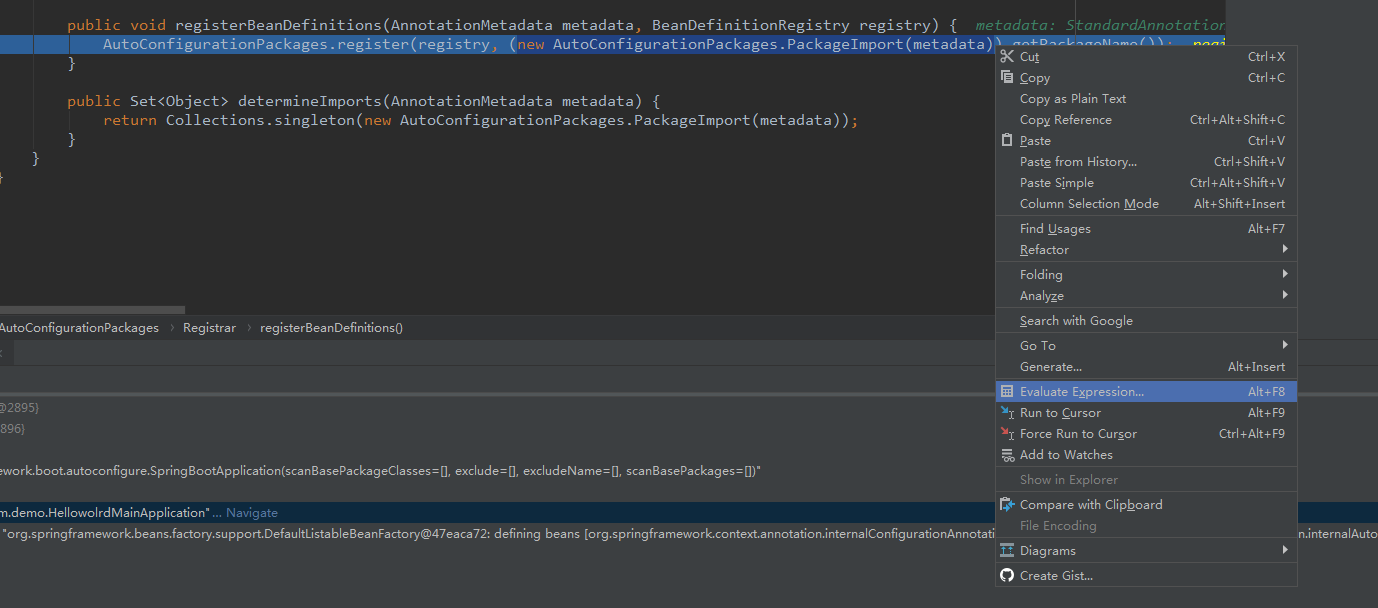 public void registerBeanDefinitions(AnnotationMetadata metadata, BeanDefinitionRegistry registry) {  metadata: StandardAnnotation
AutoConfigurationPackages.register(registry, (new AutoConfigurationPackages.PackageImport(metadata)).getPackageName());
}
public Set<Object> determineImports(AnnotationMetadata metadata) {
return Collections.singleton(new AutoConfigurationPackages.PackageImport(metadata));
}
}
}
Cut Ctrl+X
Copy Ctrl+C
Copy as Plain Text
Copy Reference Ctrl+Alt+Shift+C
Paste Ctrl+V
Paste from History... Ctrl+Shift+V
Paste Simple Ctrl+Alt+Shift+V
Column Selection Mode Alt+Shift+Insert
Find Usages Alt+F7
Refactor
Folding
Analyze
Search with Google
Go To
Generate... Alt+Insert
Evaluate Expression... Alt+F8
Run to Cursor Alt+F9
Force Run to Cursor Ctrl+Alt+F9
Add to Watches
Show in Explorer
Compare with Clipboard
File Encoding
Diagrams
Create Gist...
AutoConfigurationPackages › Registrar › registerBeanDefinitions()
@2895}
896}
ework.boot.autoconfigure.SpringBootApplication(scanBasePackageClasses=[], exclude=[], excludeName=[], scanBasePackages=[])"
m.demo.HellowolrdMainApplication"... Navigate
"org.springframework.beans.factory.support.DefaultListableBeanFactory@47eaca72: defining beans [org.springframework.context.annotation.internalConfigurationAnnotati
n.internalAuto